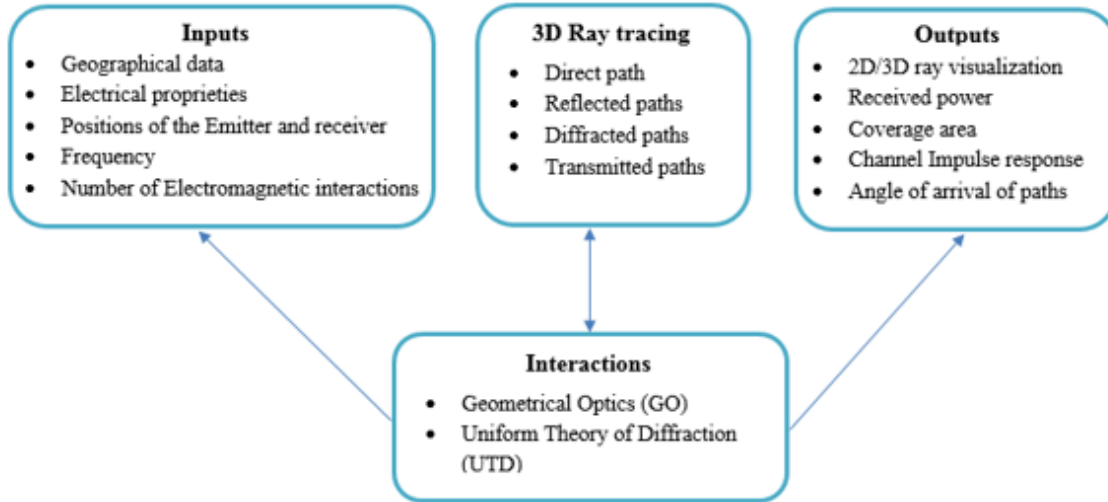 Inputs
• Geographical data
• Electrical proprieties
• Positions of the Emitter and receiver
• Frequency
• Number of Electromagnetic interactions
3D Ray tracing
• Direct path
• Reflected paths
• Diffracted paths
• Transmitted paths
Outputs
• 2D/3D ray visualization
• Received power
• Coverage area
• Channel Impulse response
• Angle of arrival of paths
Interactions
• Geometrical Optics (GO)
• Uniform Theory of Diffraction
(UTD)